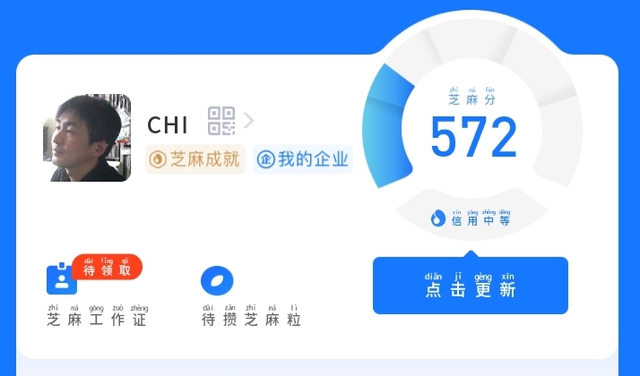 CHI
芝麻成就
企 我的企业
zhī má fēn
芝麻分
572
xìn yòng zhōng děng
信用中等
dài lǐng qǔ
待领取
zhī má gōng zuò zhèng
芝麻工作证
dài zǎn zhī má lì
待攒芝麻粒
diǎn jī gèng xīn
点击更新